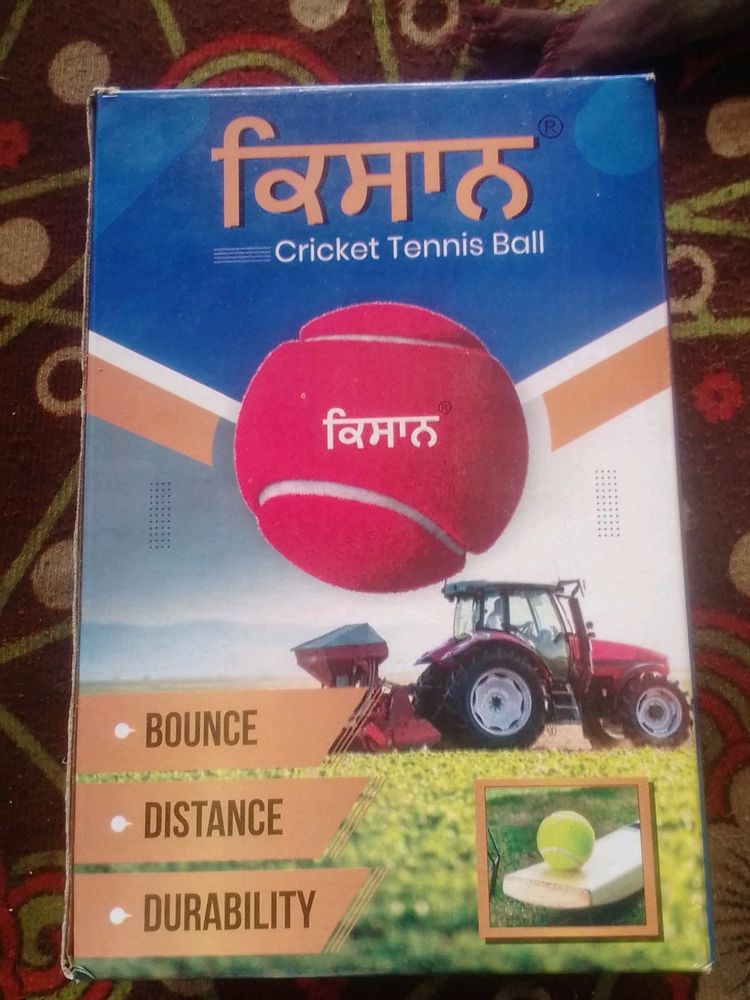 ਕਿਸਾਨ®
Cricket Tennis Ball
ਕਿਸਾਨ®
BOUNCE
DISTANCE
DURABILITY